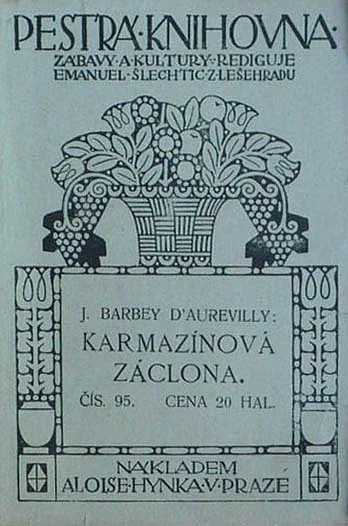 PESTRÁ·KNIHOVNA·
ZÁBAVY·A·KULTURY·:·REDIGUJE
EMANUEL·ŠLECHTIC·Z·LEŠEHRADU
J. BARBEY D'AUREVILLY:
KARMAZÍNOVÁ
ZÁCLONA.
ČÍS. 95. CENA 20 HAL.
NÁKLADEM
ALOISE·HYNKA·V·PRAZE